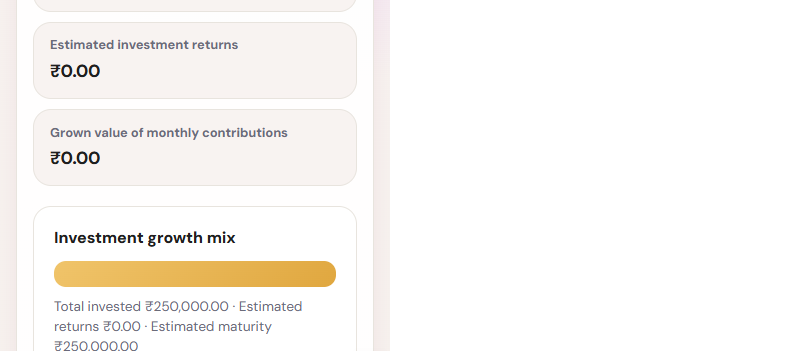 Estimated investment returns
₹0.00
Grown value of monthly contributions
₹0.00
Investment growth mix
Total invested ₹250,000.00 · Estimated
returns ₹0.00 · Estimated maturity
₹250,000.00